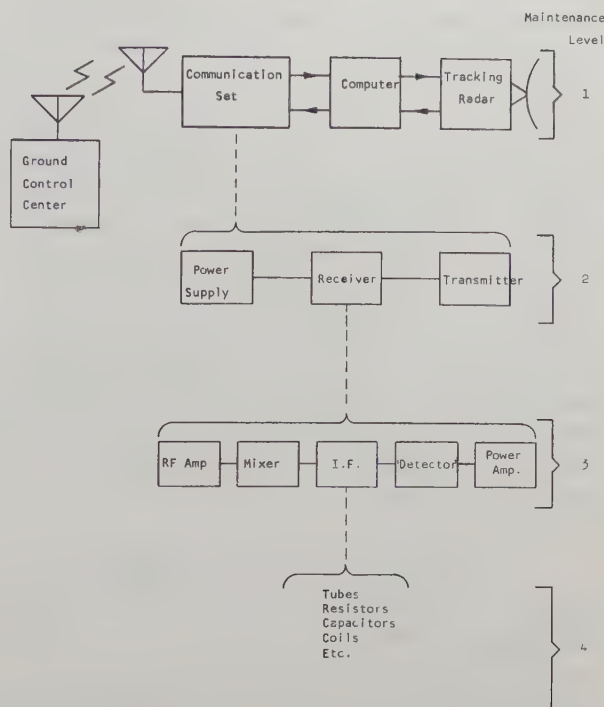 Maintenance
Level
Communication
Set
Computer
Tracking
Radar
1
Ground
Control
Center
Power
Supply
Receiver
Transmitter
2
RF Amp
Mixer
I.F.
Detector
Power
Amp.
3
Tubes
Resistors
Capacitors
Coils
Etc.
4